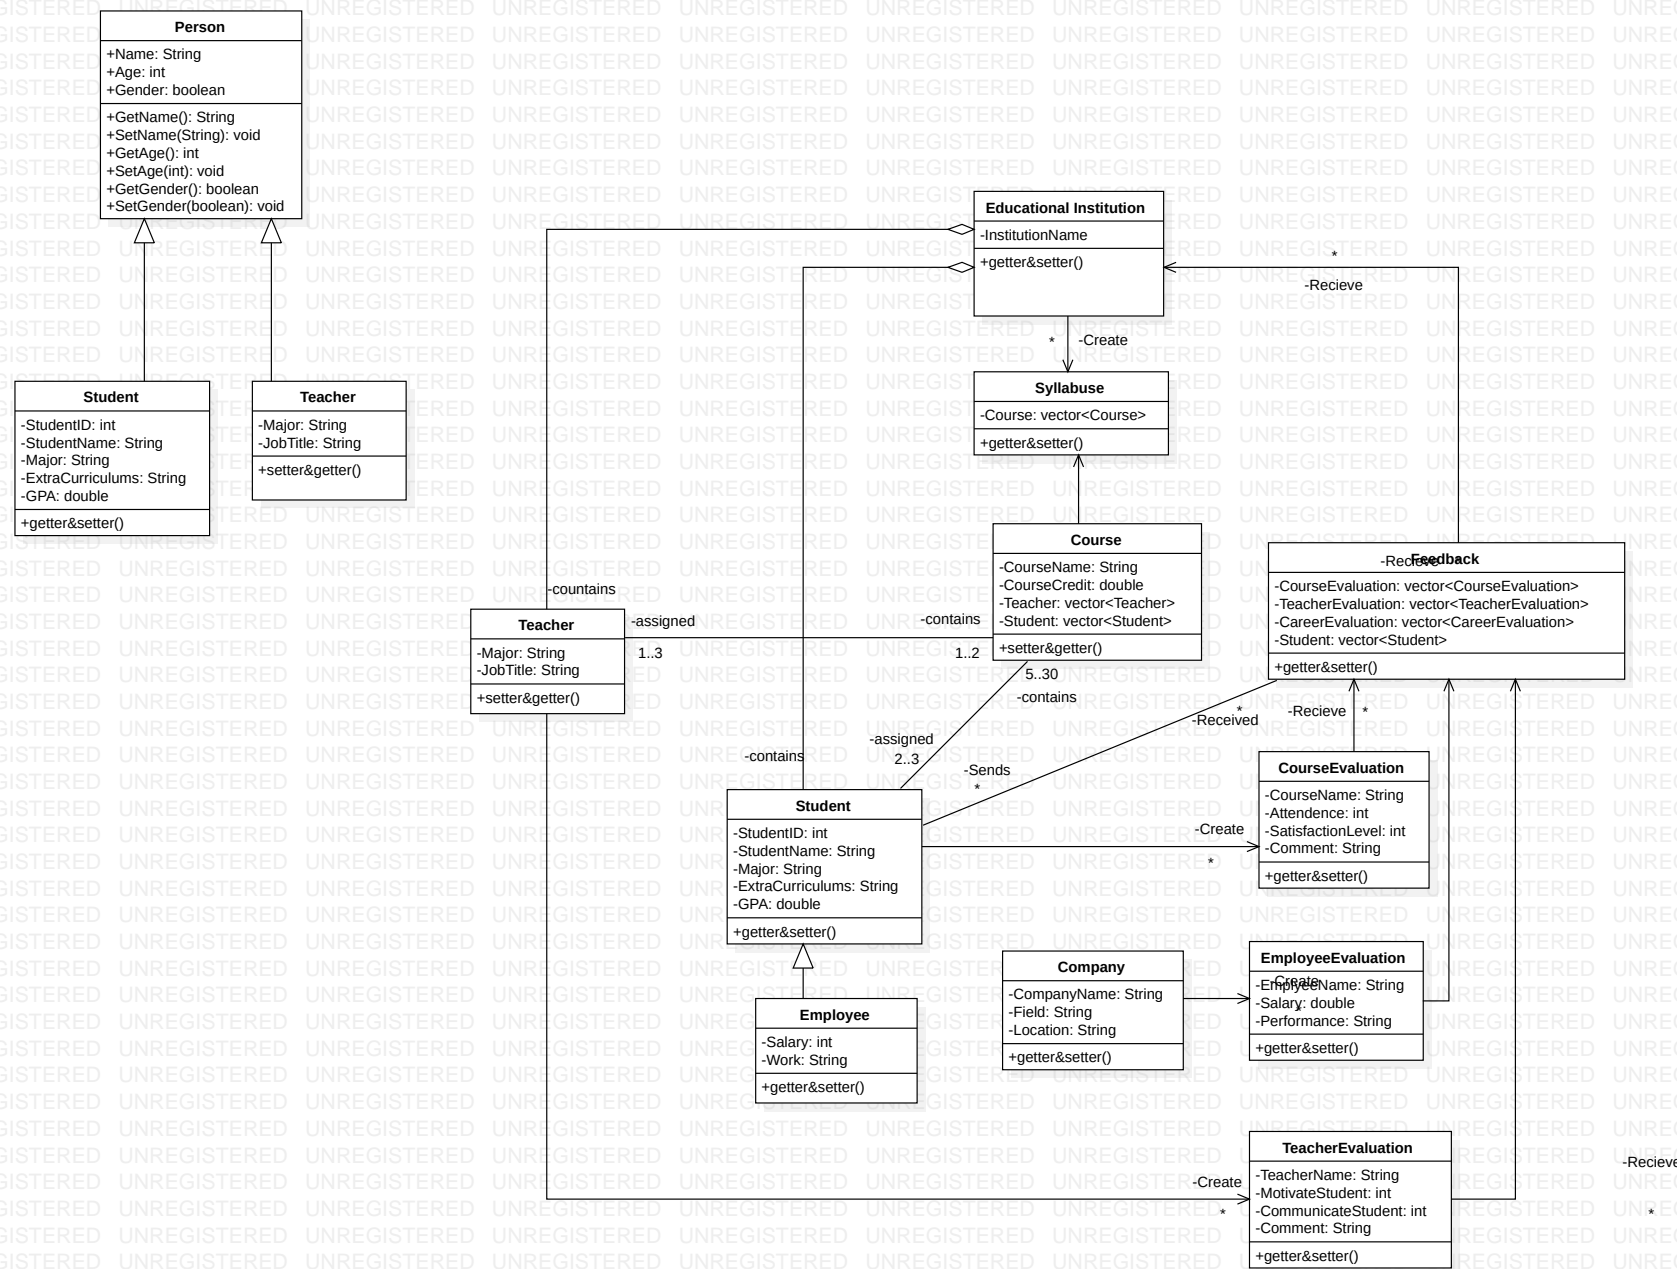 Person
+Name: String
+Age: int
+Gender: boolean
+GetName(): String
+SetName(String): void
+GetAge(): int
+SetAge(int): void
+GetGender(): boolean
+SetGender(boolean): void
Student
-StudentID: int
-StudentName: String
-Major: String
-ExtraCurriculums: String
-GPA: double
+getter&setter()
Teacher
-Major: String
-JobTitle: String
+setter&getter()
Educational Institution
-InstitutionName
+getter&setter()
*
-Recieve
*
-Create
Syllabuse
-Course: vector<Course>
+getter&setter()
Course
-CourseName: String
-CourseCredit: double
-Teacher: vector<Teacher>
-Student: vector<Student>
+setter&getter()
Feedback
-Recieve
*
-CourseEvaluation: vector<CourseEvaluation>
-TeacherEvaluation: vector<TeacherEvaluation>
-CareerEvaluation: vector<CareerEvaluation>
-Student: vector<Student>
+getter&setter()
-countains
Teacher
-Major: String
-JobTitle: String
+setter&getter()
-assigned
1..3
-contains
1..2
5..30
-contains
-assigned
2..3
-contains
*
-Received
-Sends
*
-Recieve
*
Student
-StudentID: int
-StudentName: String
-Major: String
-ExtraCurriculums: String
-GPA: double
+getter&setter()
-Create
*
CourseEvaluation
-CourseName: String
-Attendence: int
-SatisfactionLevel: int
-Comment: String
+getter&setter()
Employee
-Salary: int
-Work: String
+getter&setter()
Company
-CompanyName: String
-Field: String
-Location: String
+getter&setter()
EmployeeEvaluation
-Create
*
-EmplyeeName: String
-Salary: double
-Performance: String
+getter&setter()
TeacherEvaluation
-TeacherName: String
-MotivateStudent: int
-CommunicateStudent: int
-Comment: String
+getter&setter()
-Create
*
-Recieve
*
UNREGISTERED